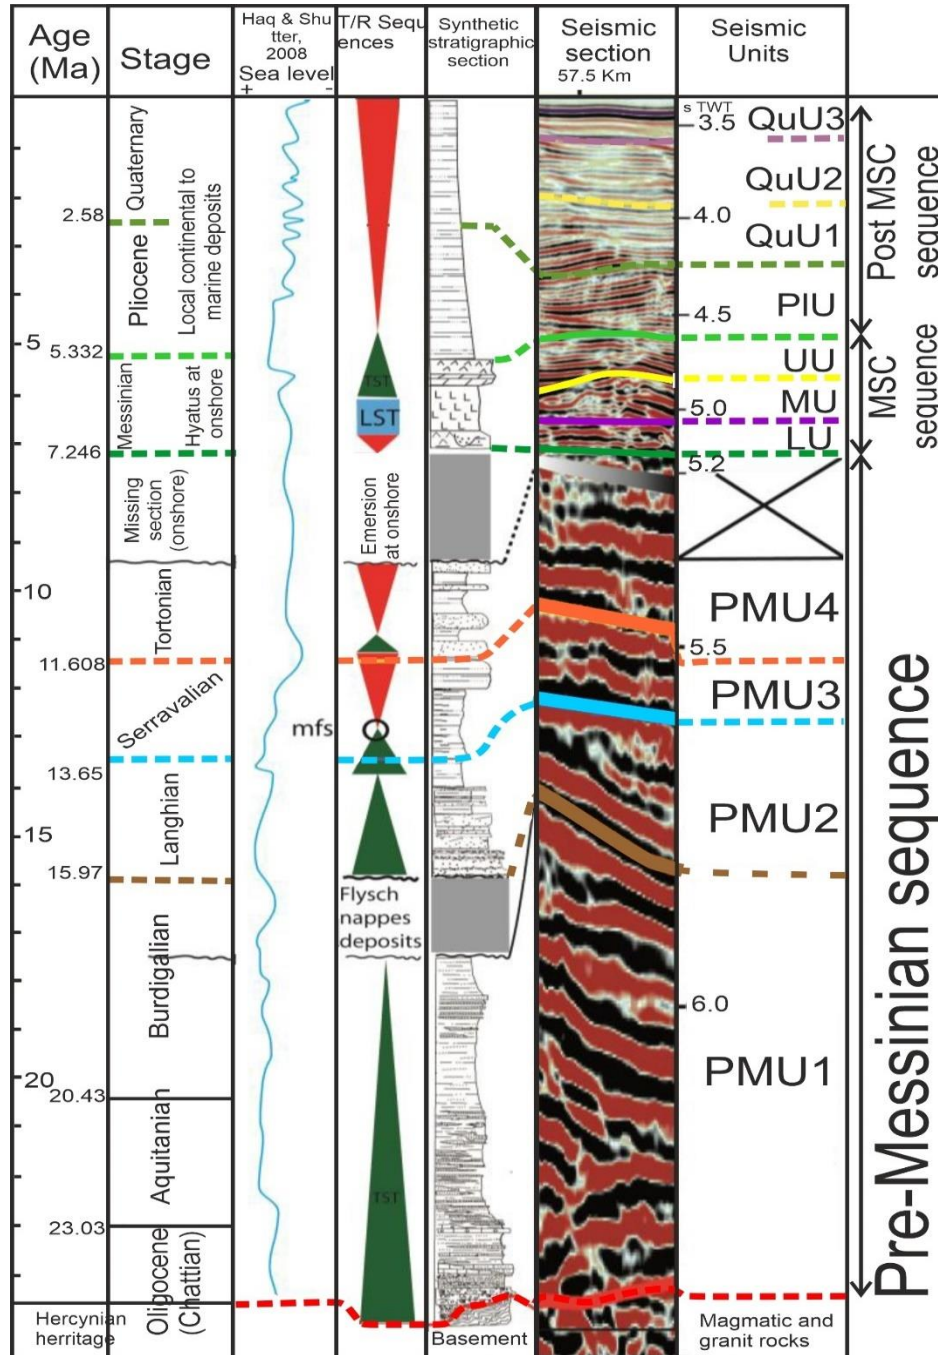 Age
(Ma)
Stage
Haq & Shu
tter,
2008
Sea level
+
-
T/R Sequ
ences
Synthetic
stratigraphic
section
Seismic
section
57.5 Km
Seismic
Units
s TWT
3.5
4.0
4.5
5.0
5.2
5.5
6.0
2.58
5
5.332
7.246
10
11.608
13.65
15
15.97
20
20.43
23.03
Quaternary
Pliocene
Local continental to
marine deposits
Messinian
Hyatus at
onshore
Missing
section
(onshore)
Tortonian
Serravalian
Langhian
Burdigalian
Aquitanian
Oligocene
(Chattian)
Hercynian
herritage
TST
LST
Emersion
at onshore
mfs
Flysch
nappes
deposits
TST
Basement
QuU3
QuU2
QuU1
PlU
UU
MU
LU
PMU4
PMU3
PMU2
PMU1
Magmatic and
granit rocks
Post MSC
sequence
MSC
sequence
Pre-Messinian sequence